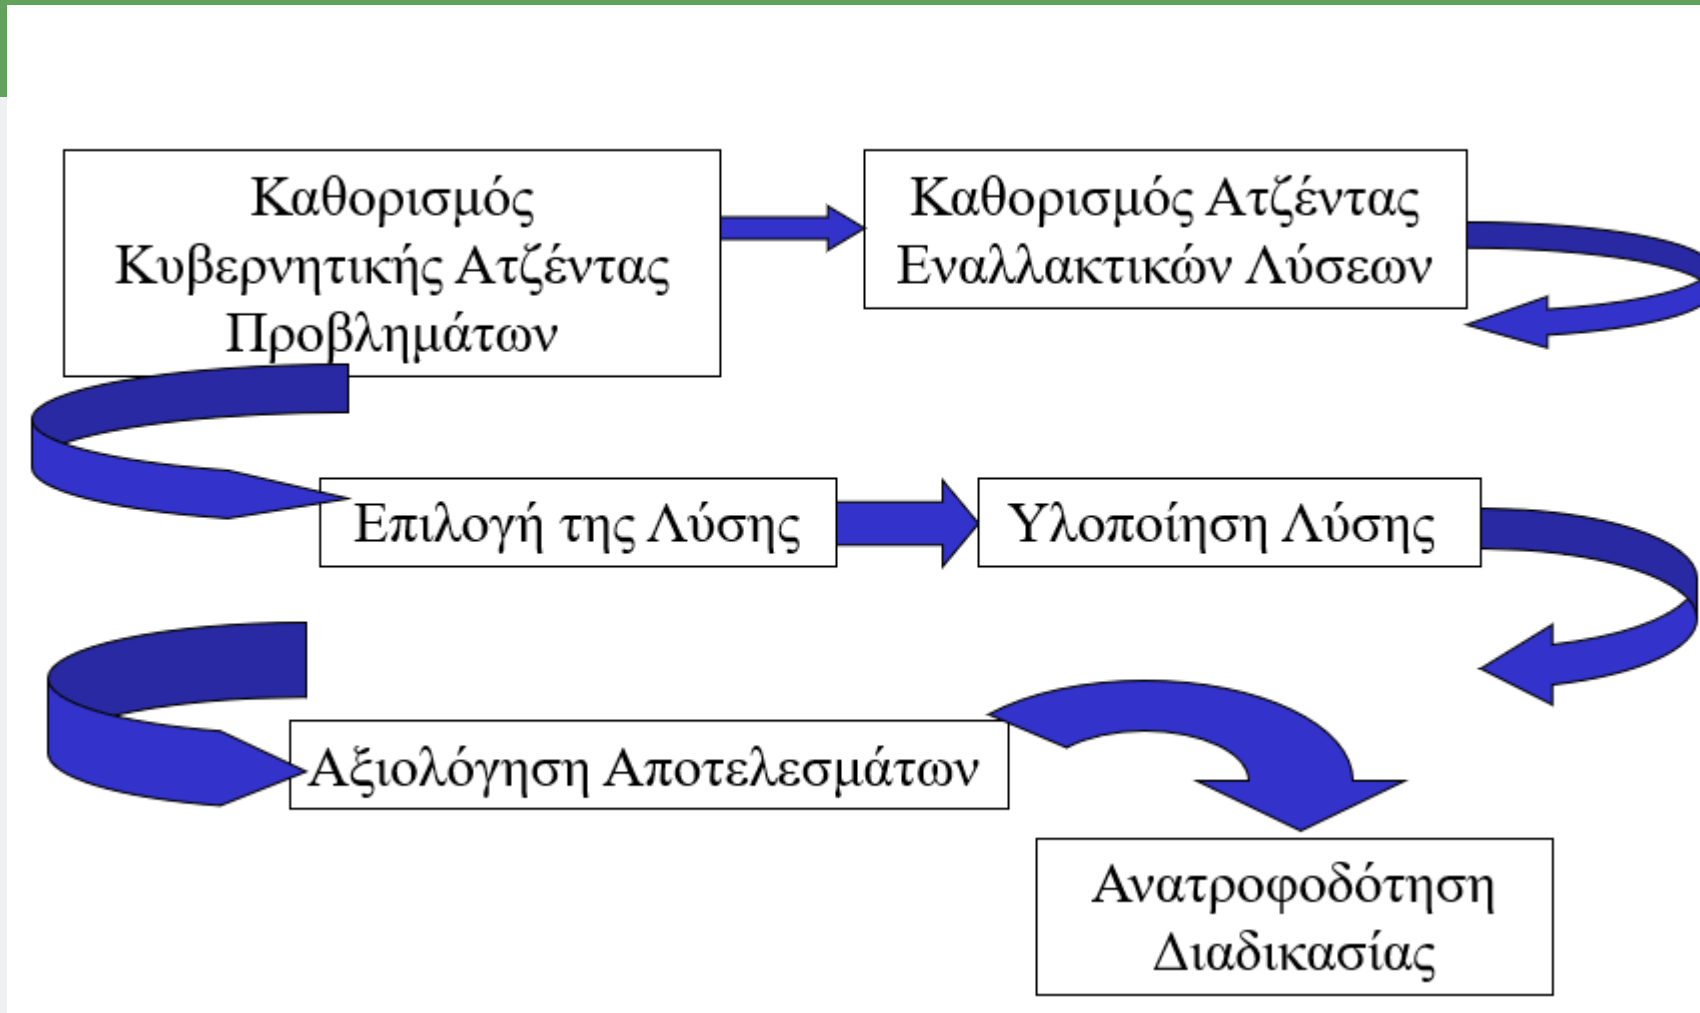 Καθορισμός
Κυβερνητικής Ατζέντας
Προβλημάτων
Καθορισμός Ατζέντας
Εναλλακτικών Λύσεων
Επιλογή της Λύσης
Υλοποίηση Λύσης
Αξιολόγηση Αποτελεσμάτων
Ανατροφοδότηση
Διαδικασίας